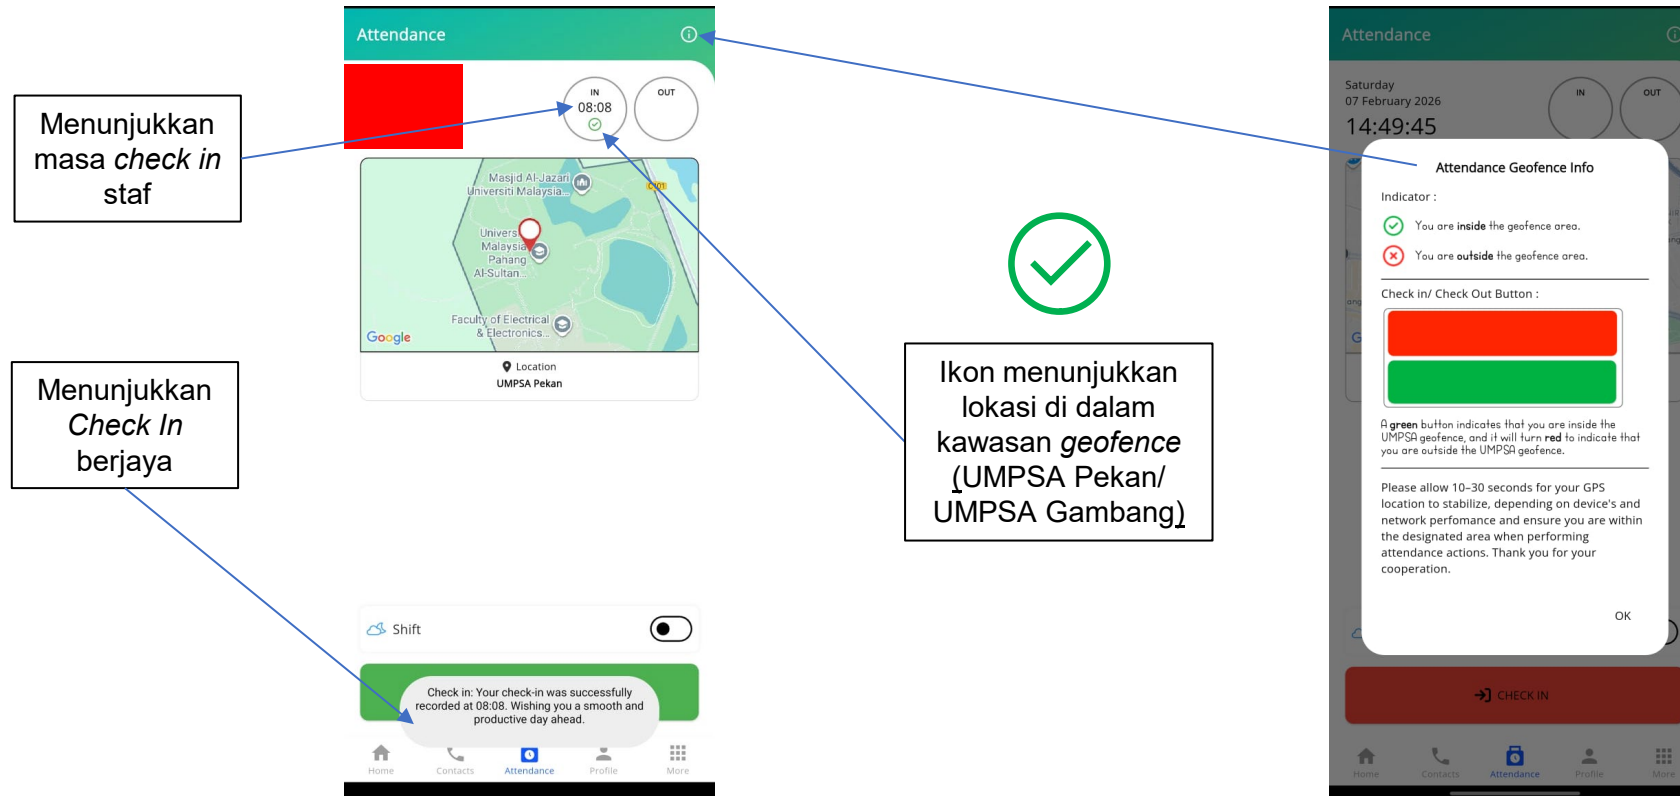 Menunjukkan
masa check in
staf
Menunjukkan
Check In
berjaya
Attendance
IN
08:08
OUT
Masjid Al-Jazari
Universiti Malaysia...
C101
Univers
Malaysia
Pahang
Al-Sultan...
Faculty of Electrical
& Electronics...
Google
Location
UMPSA Pekan
Shift
Check in: Your check-in was successfully
recorded at 08:08. Wishing you a smooth and
productive day ahead.
Home
Contacts
Attendance
Profile
More
Ikon menunjukkan
lokasi di dalam
kawasan geofence
(UMPSA Pekan/
UMPSA Gambang)
Attendance
Saturday
07 February 2026
14:49:45
IN
OUT
Attendance Geofence Info
Indicator :
You are inside the geofence area.
You are outside the geofence area.
Check in/ Check Out Button :
A green button indicates that you are inside the
UMPSA geofence, and it will turn red to indicate that
you are outside the UMPSA geofence.
Please allow 10–30 seconds for your GPS
location to stabilize, depending on device's and
network perfomance and ensure you are within
the designated area when performing
attendance actions. Thank you for your
cooperation.
OK
CHECK IN
Home
Contacts
Attendance
Profile
More